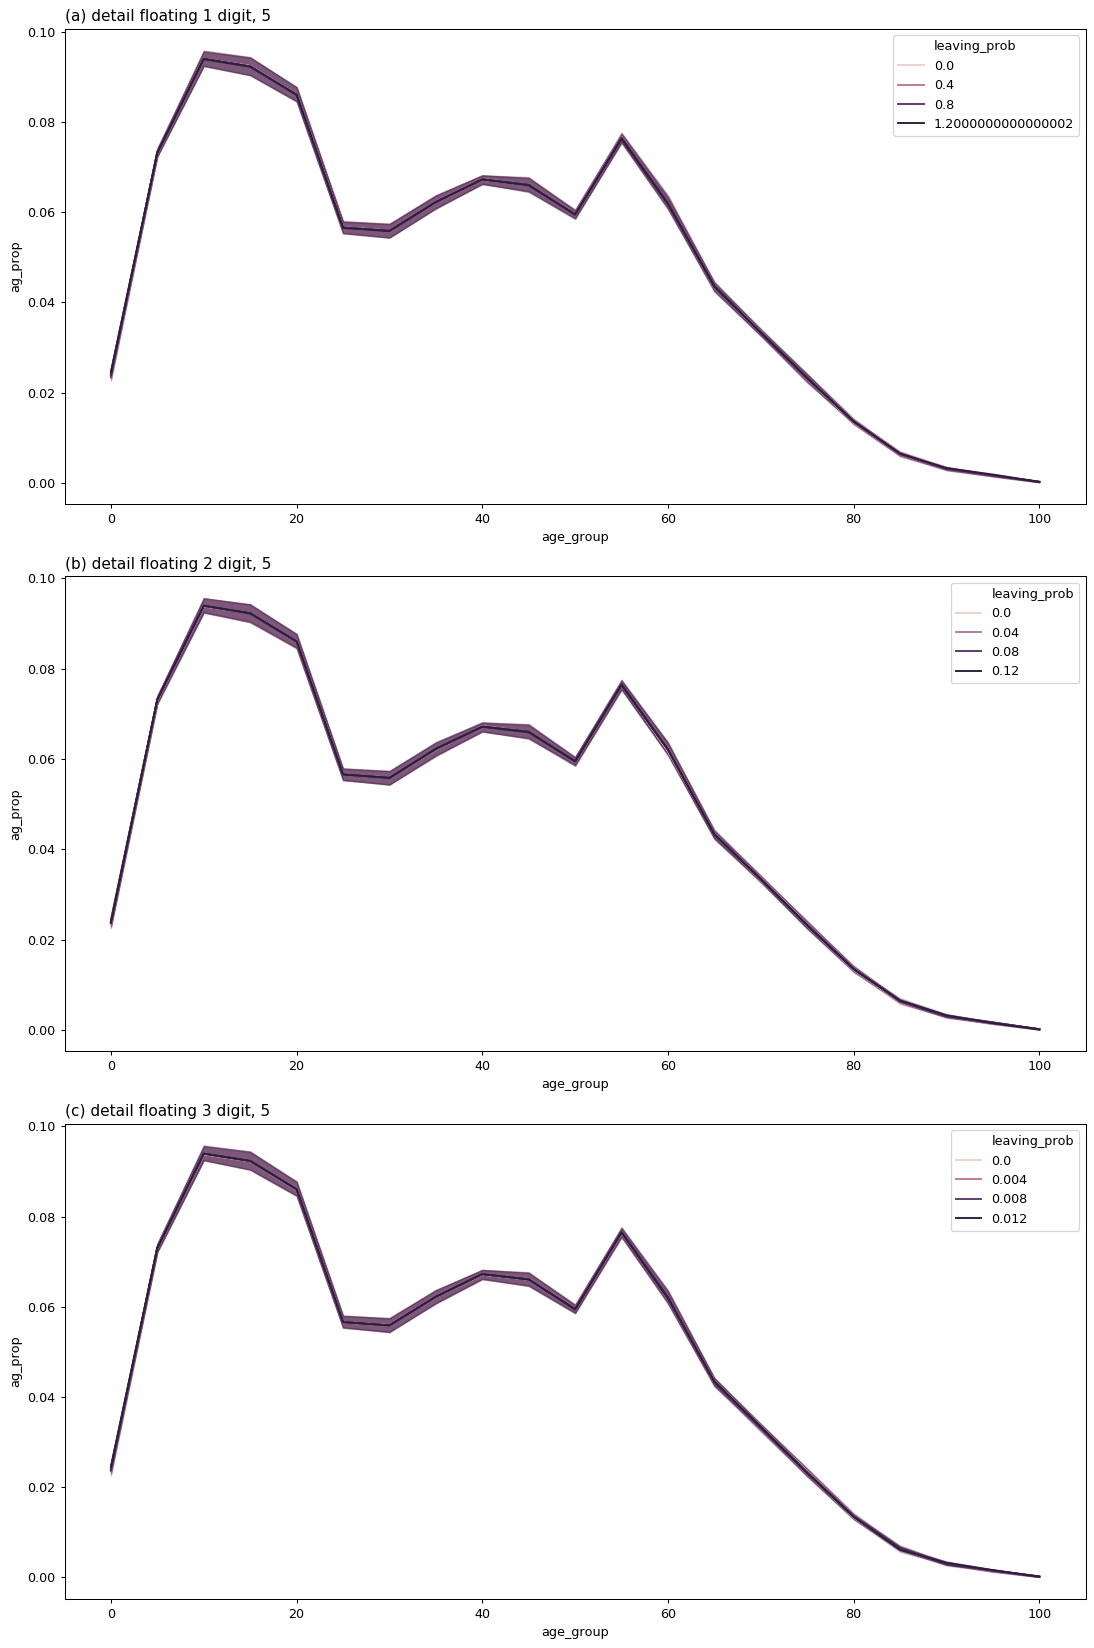 (a) detail floating 1 digit, 5
0.10
0.08
0.06
0.04
0.02
0.00
ag_prop
leaving_prob
0.0
0.4
0.8
1.2000000000000002
0 20 40 60 80 100
age_group
(b) detail floating 2 digit, 5
0.10
0.08
0.06
0.04
0.02
0.00
ag_prop
leaving_prob
0.0
0.04
0.08
0.12
0 20 40 60 80 100
age_group
(c) detail floating 3 digit, 5
0.10
0.08
0.06
0.04
0.02
0.00
ag_prop
leaving_prob
0.0
0.004
0.008
0.012
0 20 40 60 80 100
age_group